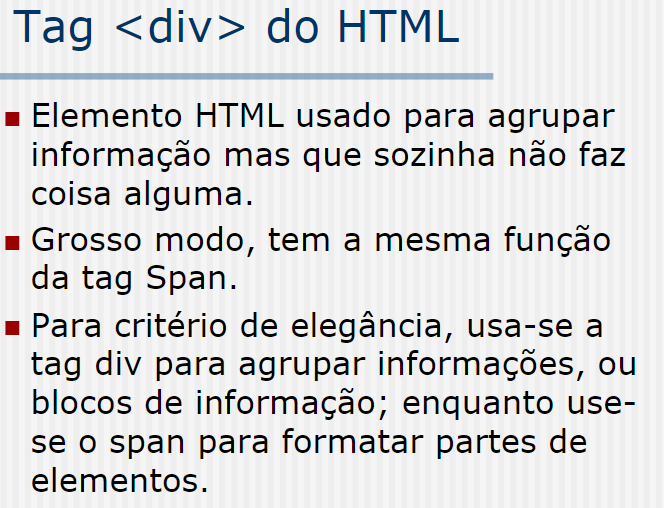 Tag <div> do HTML
Elemento HTML usado para agrupar
informação mas que sozinha não faz
coisa alguma.
Grosso modo, tem a mesma função
da tag Span.
Para critério de elegância, usa-se a
tag div para agrupar informações, ou
blocos de informação; enquanto use-
se o span para formatar partes de
elementos.